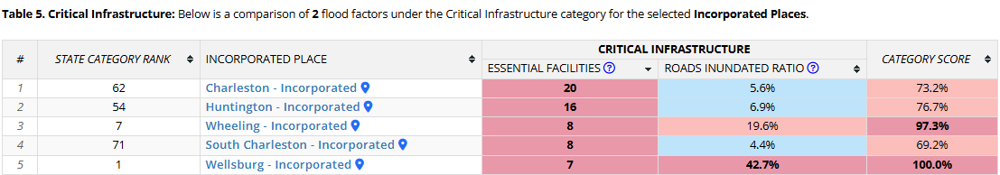 Table 5. Critical Infrastructure: Below is a comparison of 2 flood factors under the Critical Infrastructure category for the selected Incorporated Places.
CRITICAL INFRASTRUCTURE
# STATE CATEGORY RANK INCORPORATED PLACE ESSENTIAL FACILITIES ROADS INUNDATED RATIO CATEGORY SCORE
1 62 Charleston - Incorporated 20 5.6% 73.2%
2 54 Huntington - Incorporated 16 6.9% 76.7%
3 7 Wheeling - Incorporated 8 19.6% 97.3%
4 71 South Charleston - Incorporated 8 4.4% 69.2%
5 1 Wellsburg - Incorporated 7 42.7% 100.0%